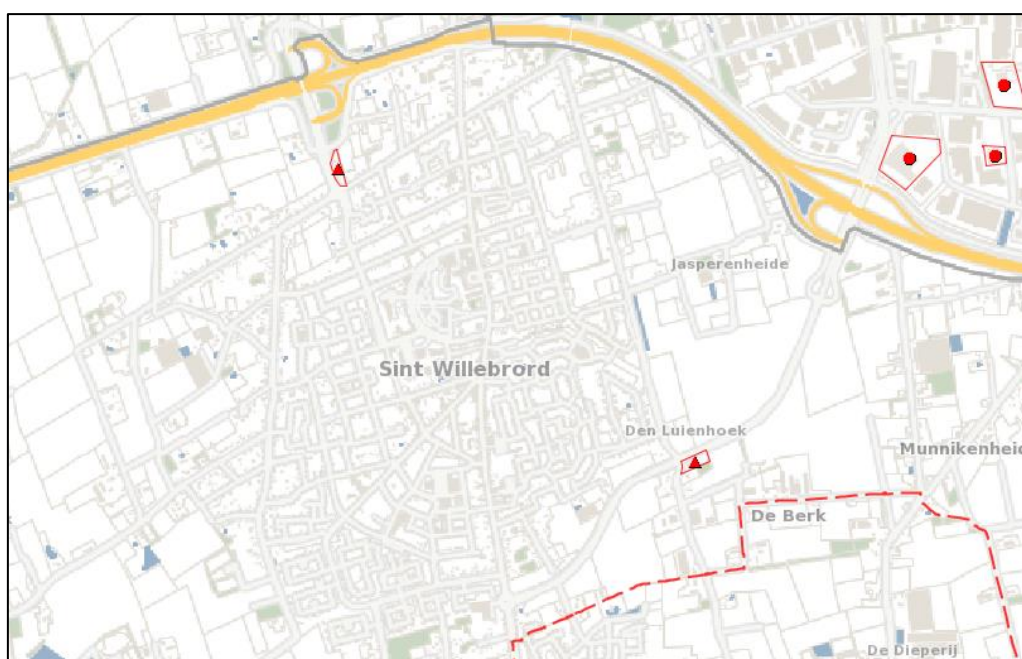 Jasperenheide
Sint Willebrord
Den Luienhoek
Munnikenheid
De Berk
De Dieperij